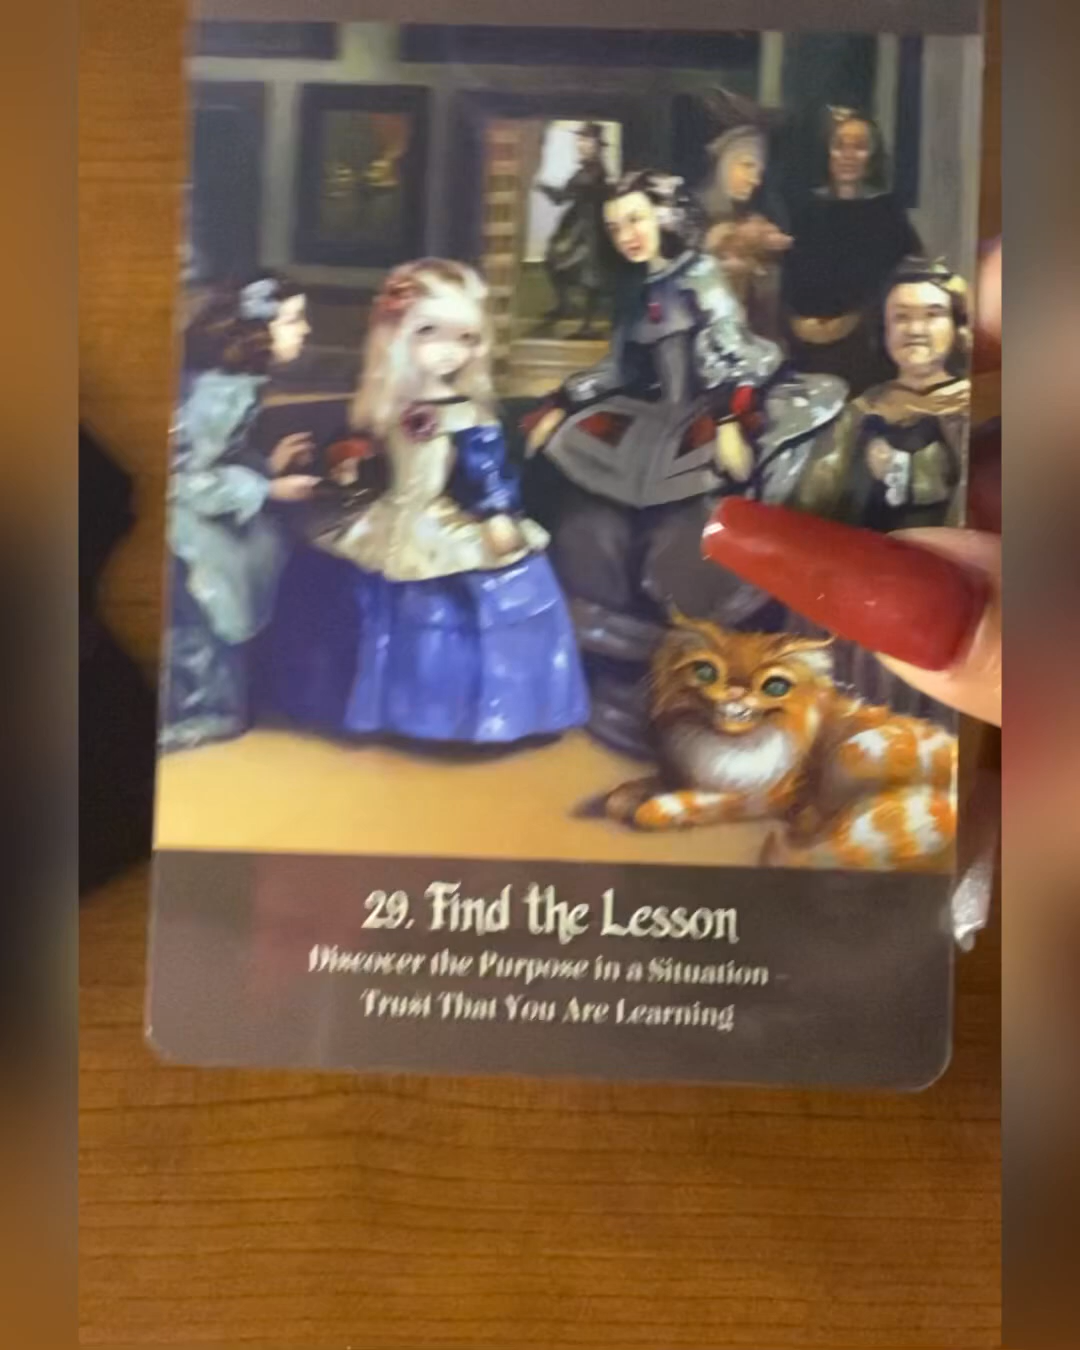 29. Find the Lesson
Discover the Purpose in a Situation –
Trust That You Are Learning